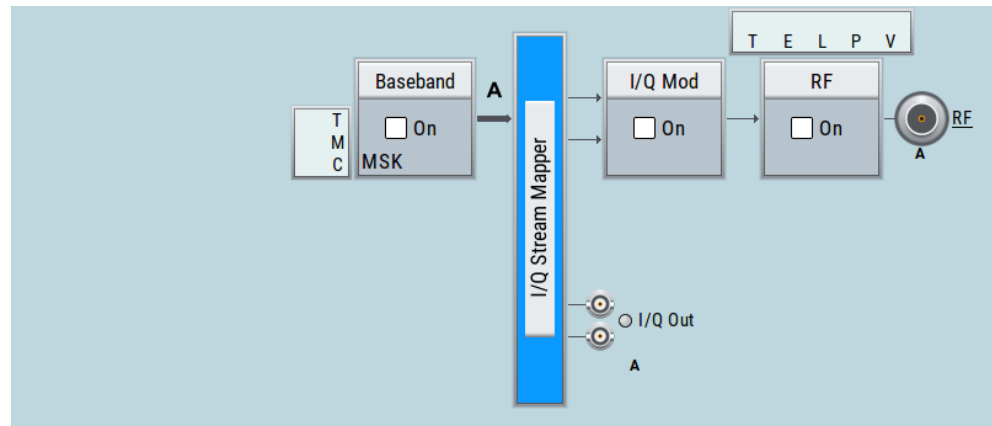 T E L P V
Baseband
A
I/Q Mod
RF
T
M
C
On
MSK
On
On
RF
A
I/Q Stream Mapper
I/Q Out
A